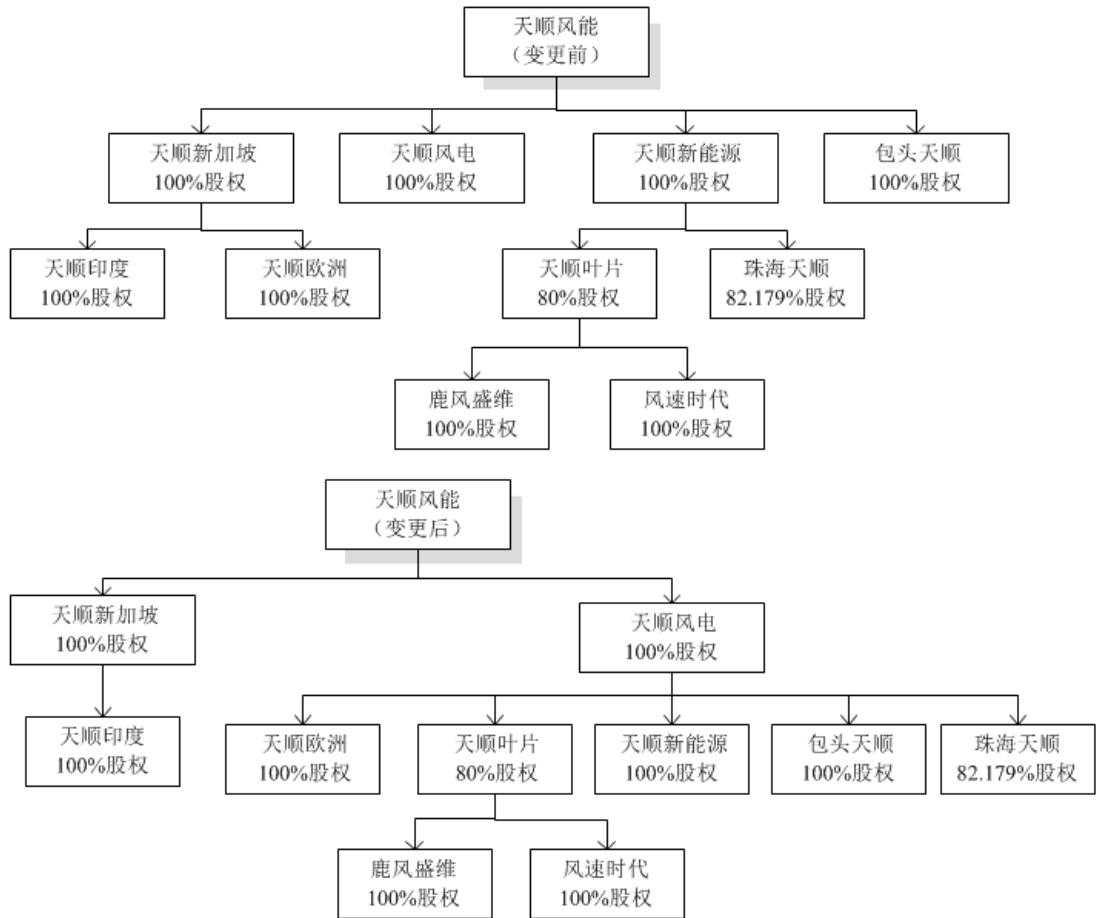 天顺风能
（变更前）
天顺新加坡
100%股权
天顺风电
100%股权
天顺新能源
100%股权
包头天顺
100%股权
天顺印度
100%股权
天顺欧洲
100%股权
天顺叶片
80%股权
珠海天顺
82.179%股权
鹿风盛维
100%股权
风速时代
100%股权
天顺风能
（变更后）
天顺新加坡
100%股权
天顺风电
100%股权
天顺印度
100%股权
天顺欧洲
100%股权
天顺叶片
80%股权
天顺新能源
100%股权
包头天顺
100%股权
珠海天顺
82.179%股权
鹿风盛维
100%股权
风速时代
100%股权